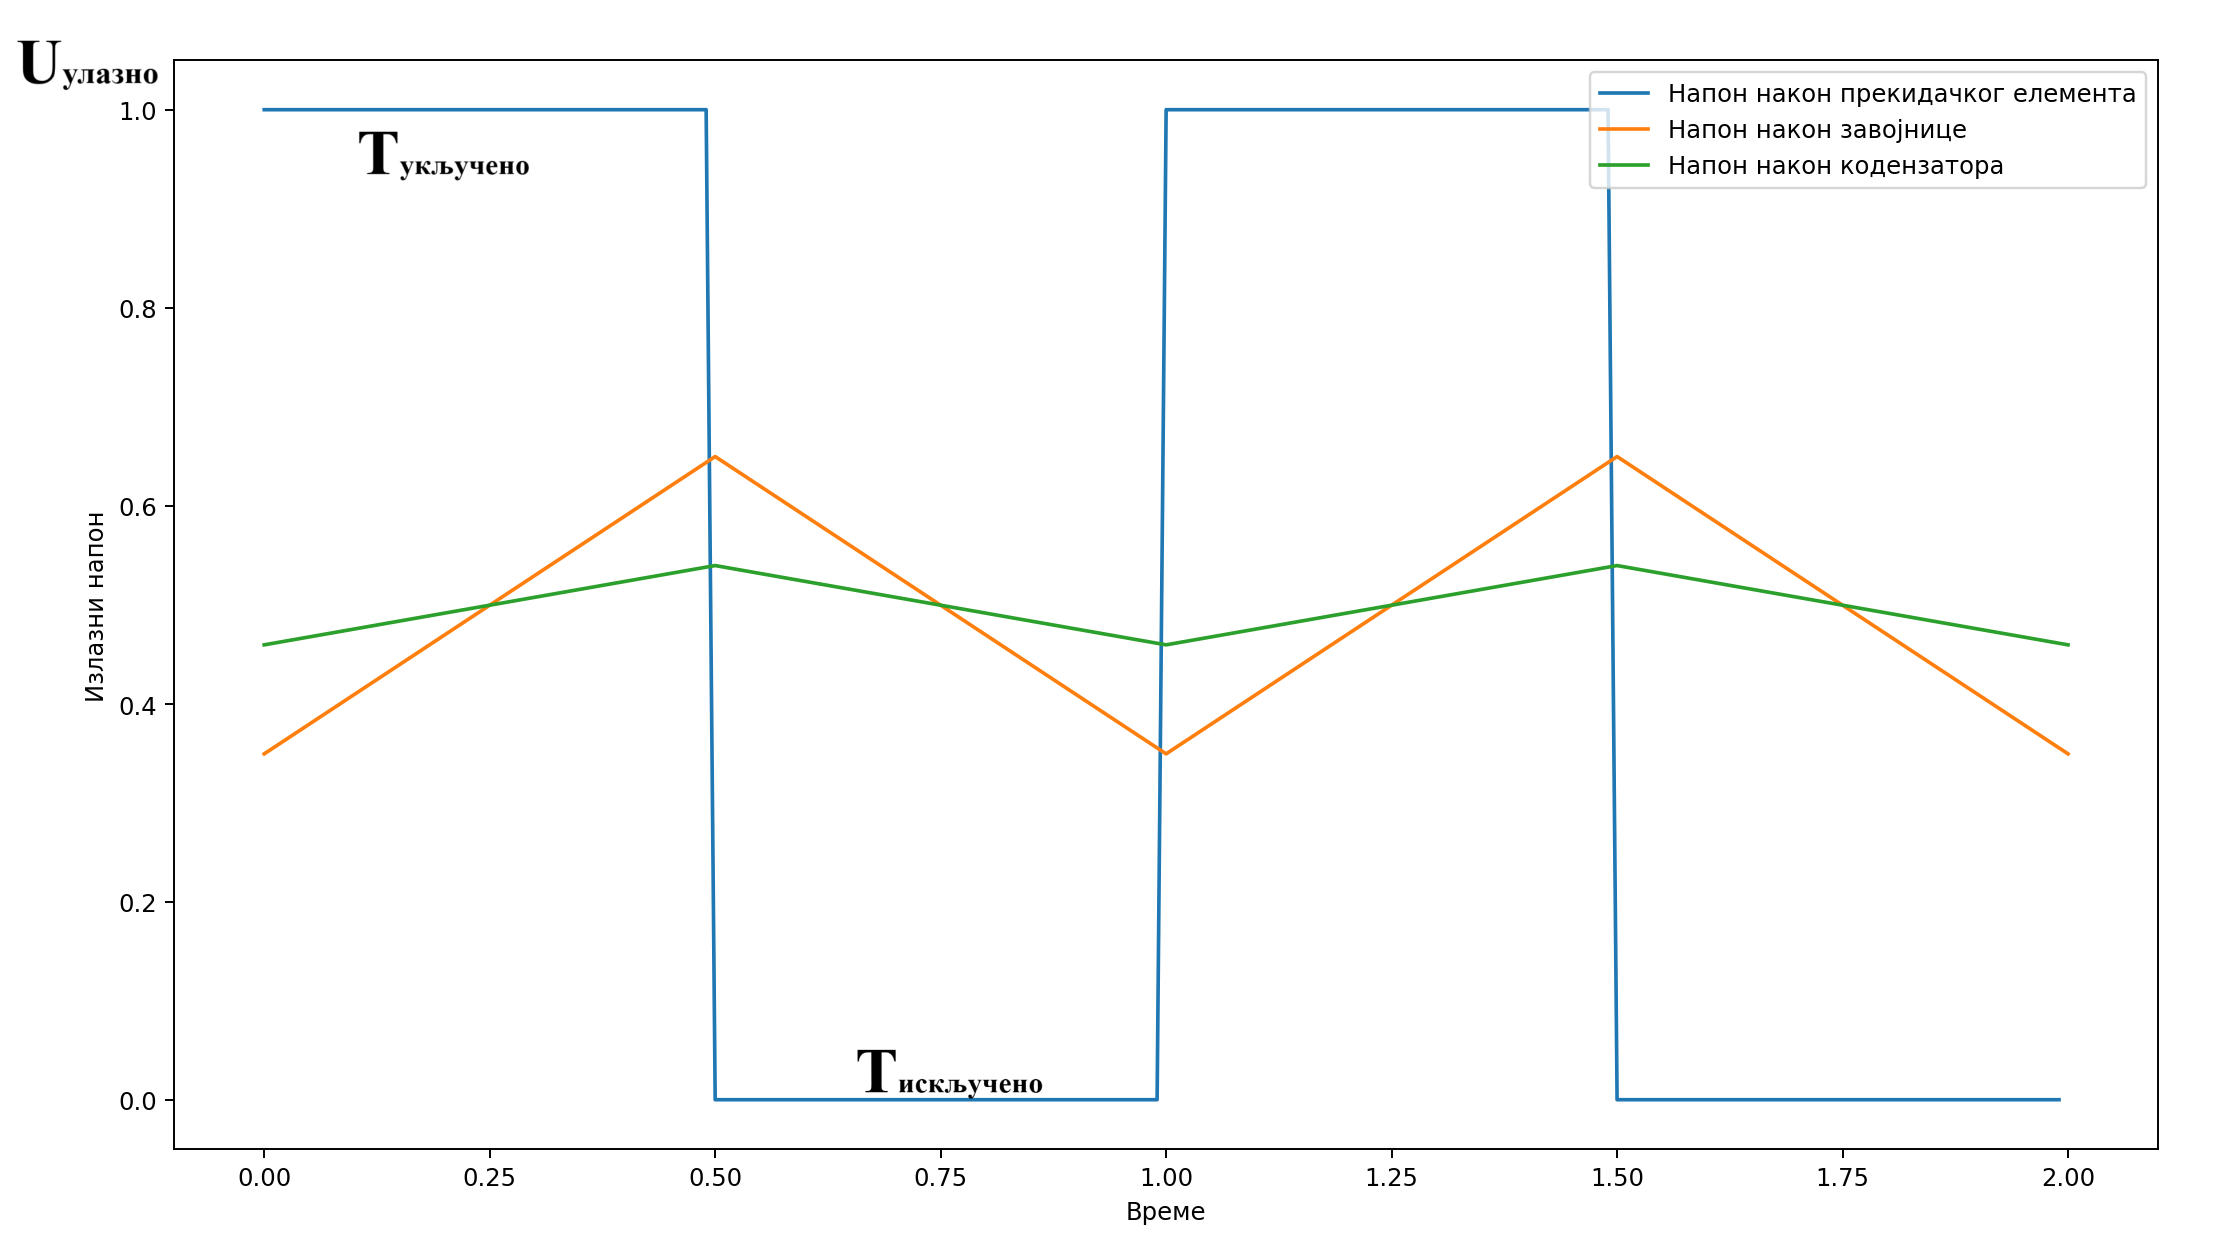 Uулазно
Напон након прекидачког елемента
Напон након завојнице
Напон након кодензатора
Tукључено
Tискључено
Излазни напон
1.0
0.8
0.6
0.4
0.2
0.0
0.00 0.25 0.50 0.75 1.00 1.25 1.50 1.75 2.00
Време